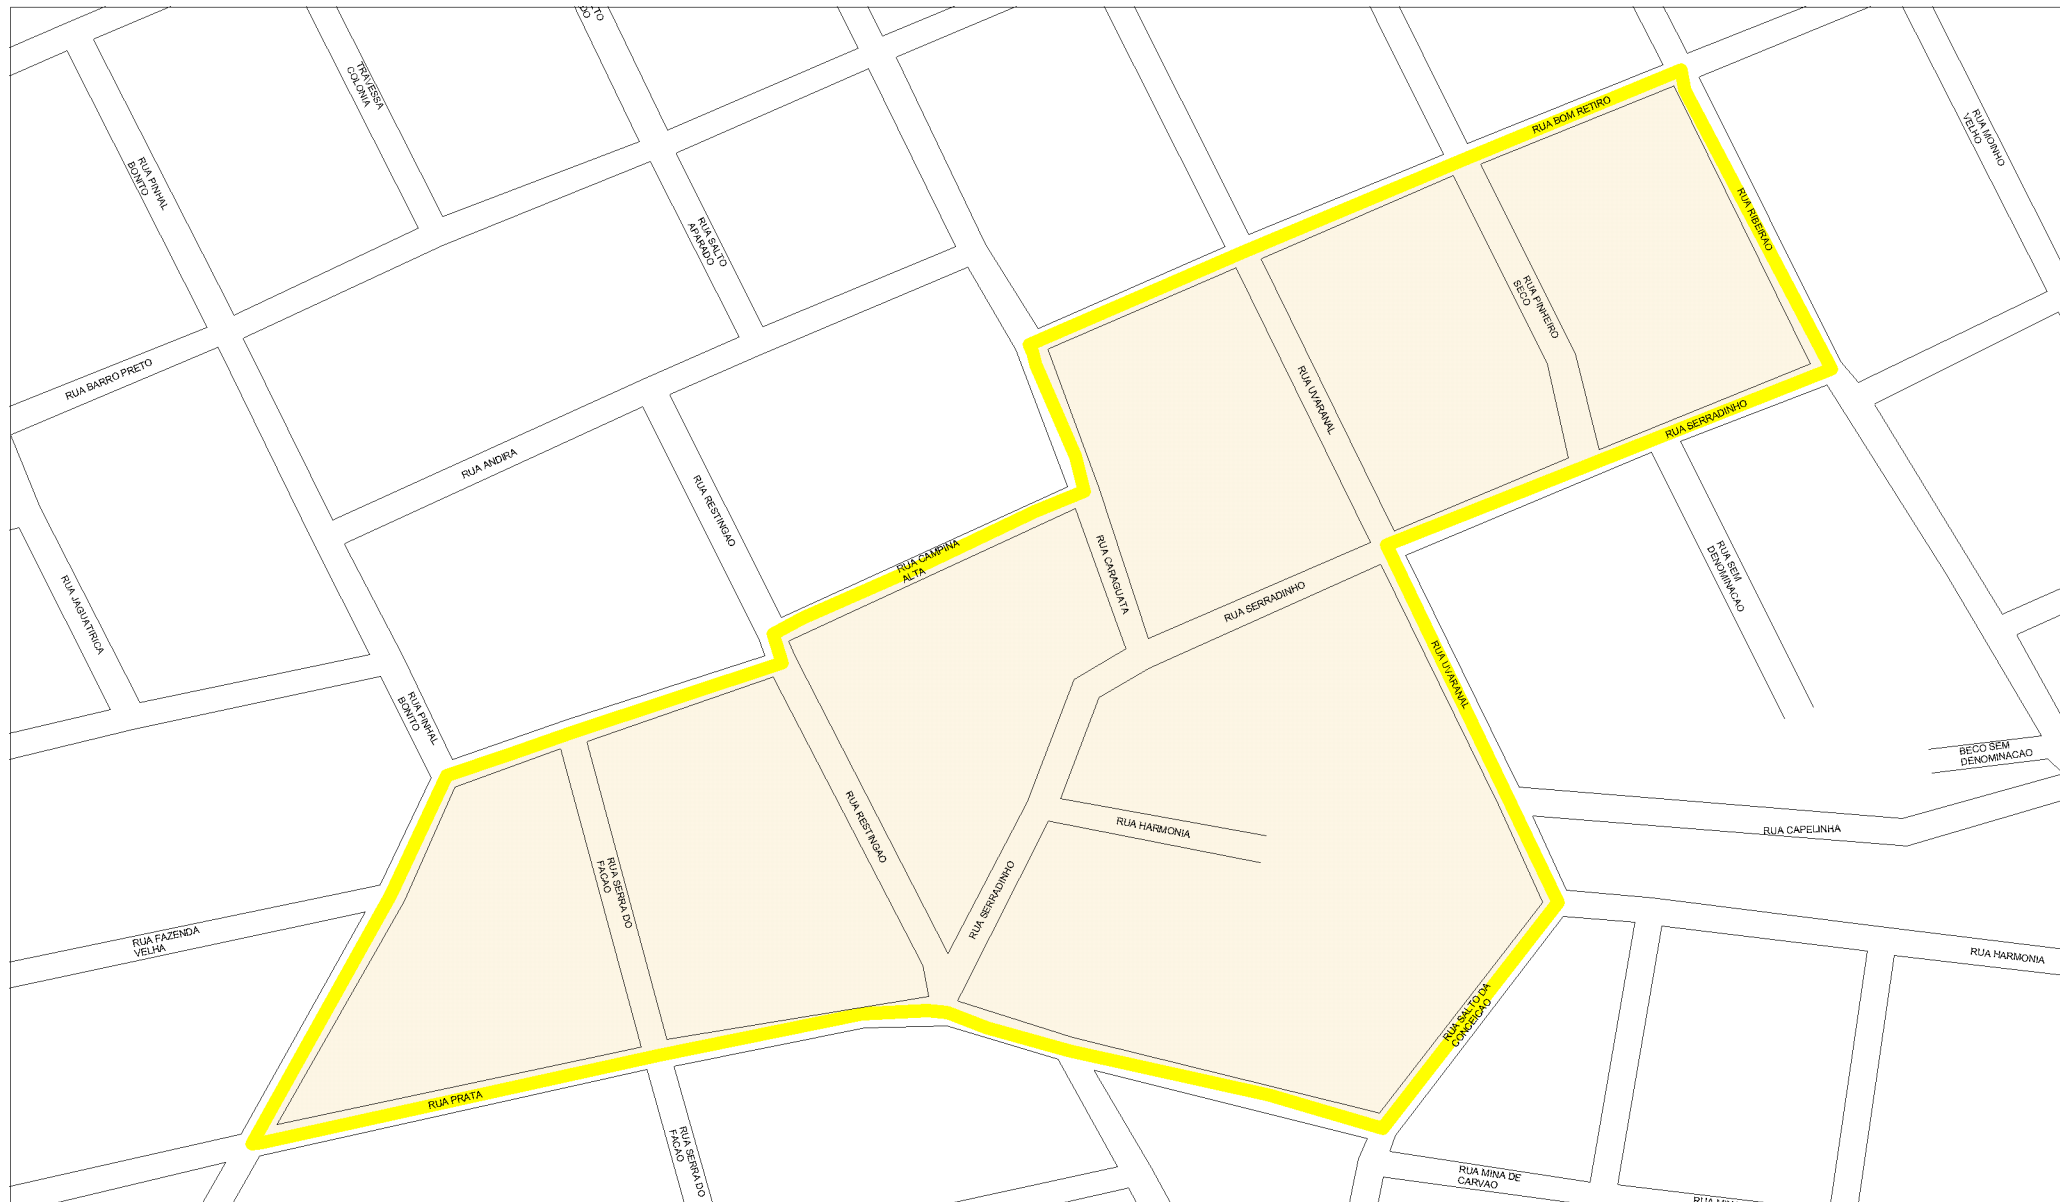 TO
DO
TRAVESSA
COLONIA
RUA BOM RETIRO
RUA MOINHO
VELHO
RUA PINHAL
BONITO
RUA SALTO
APARADO
RUA RIBEIRAO
RUA PINHEIRO
SECO
RUA BARRO PRETO
RUA UVARANAL
RUA SERRADINHO
RUA ANDIRA
RUA RESTINGAO
RUA CAMPINA
ALTA
RUA CARAGUATA
RUA SEM
DENOMINACAO
RUA JAGUATIRICA
RUA SERRADINHO
RUA UVARANAL
RUA PINHAL
BONITO
BECO SEM
DENOMINACAO
RUA RESTINGAO
RUA HARMONIA
RUA CAPELINHA
RUA SERRA DO
FACAO
RUA SERRADINHO
RUA FAZENDA
VELHA
RUA HARMONIA
RUA SALTO DA
CONCEICAO
RUA PRATA
RUA SERRA DO
FACAO
RUA MINA DE
CARVAO